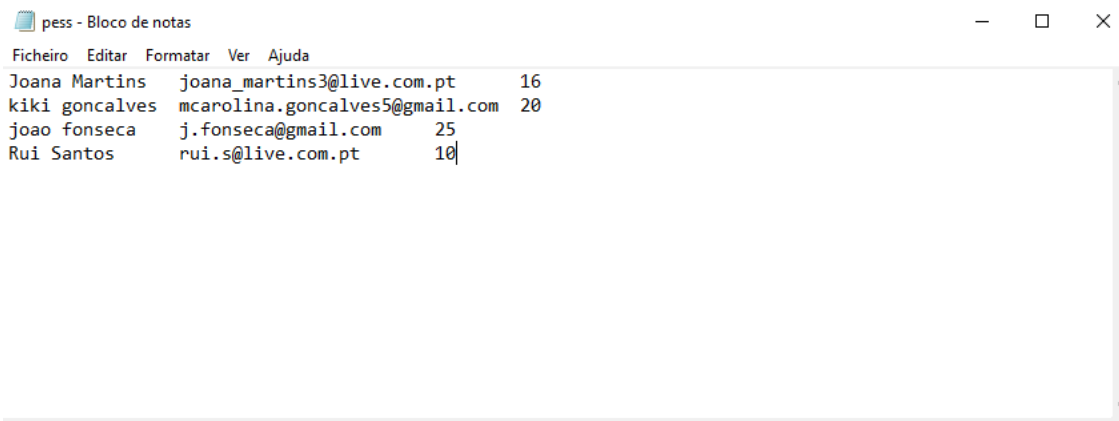 pess - Bloco de notas
Ficheiro Editar Formatar Ver Ajuda
Joana Martins joana_martins3@live.com.pt 16
kiki goncalves mcarolina.goncalves5@gmail.com 20
joao fonseca j.fonseca@gmail.com 25
Rui Santos rui.s@live.com.pt 10